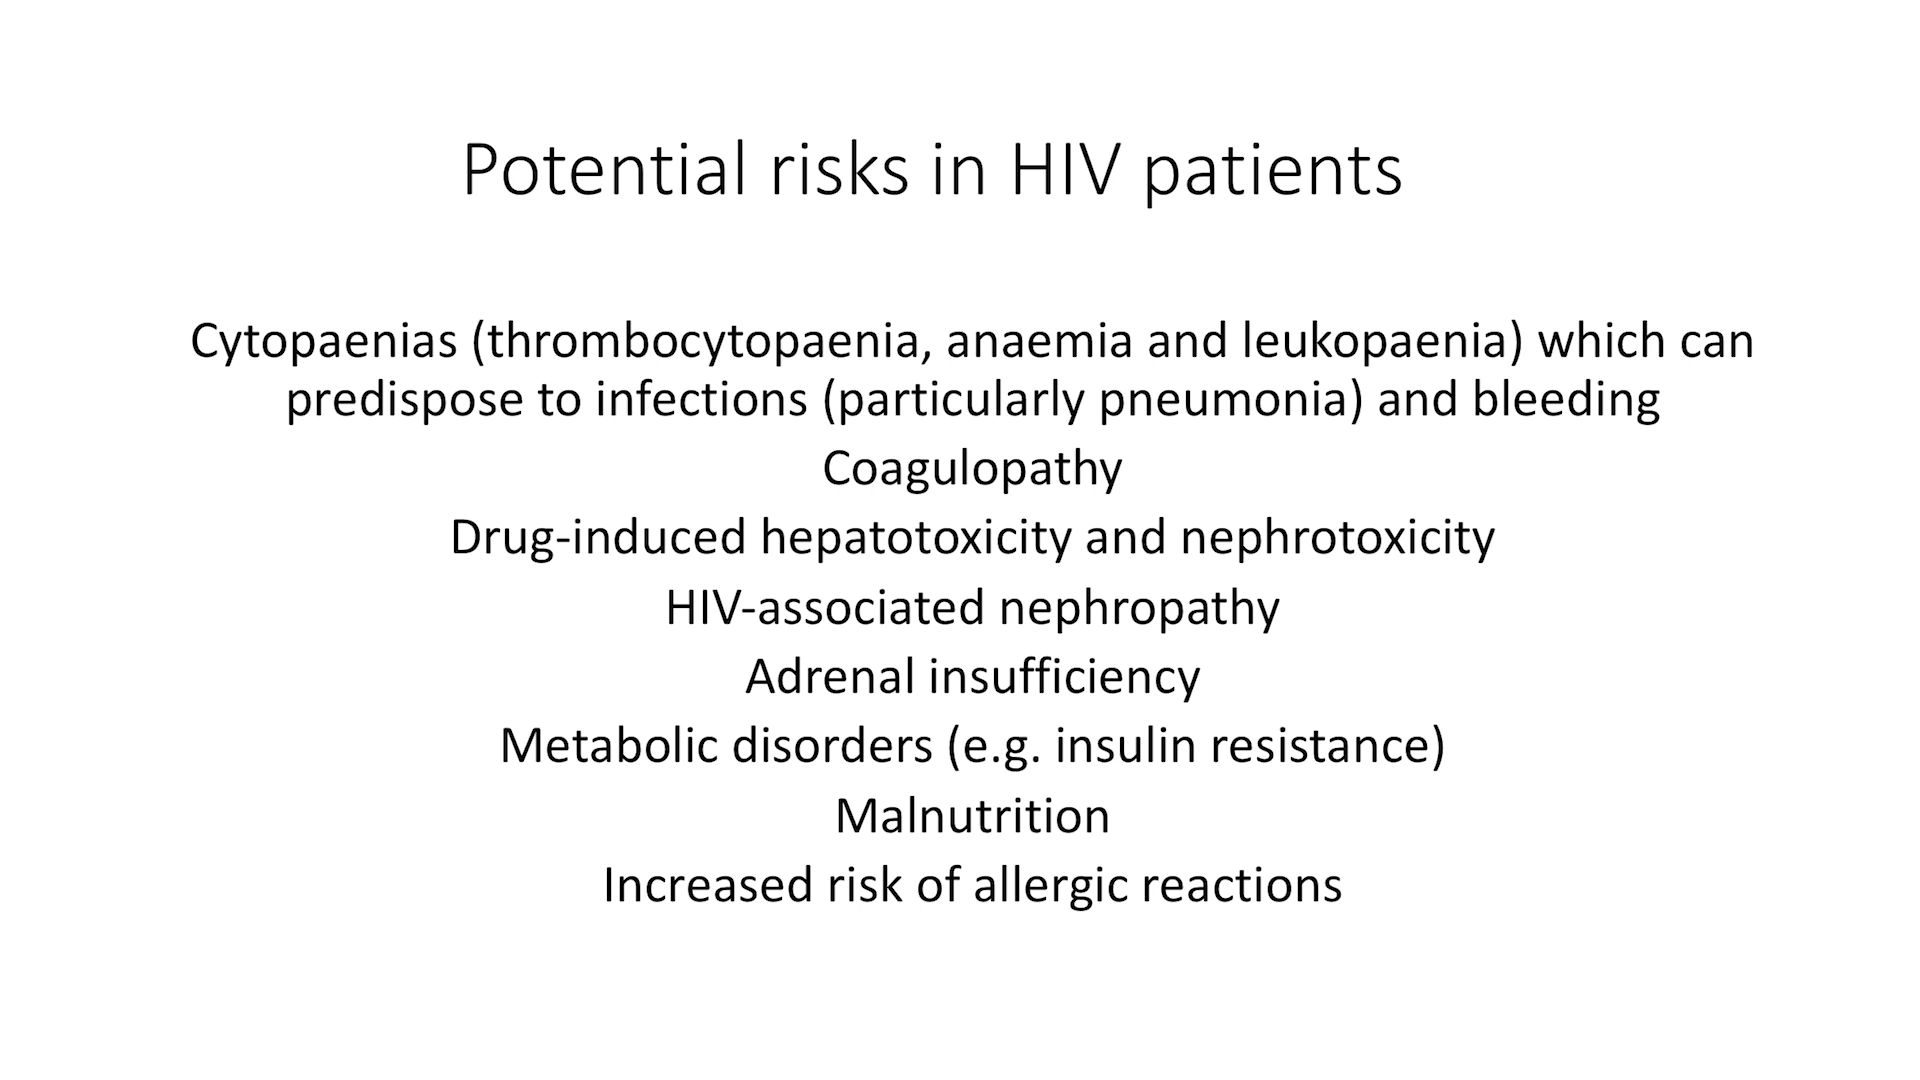 Potential risks in HIV patients
Cytopaenias (thrombocytopaenia, anaemia and leukopaenia) which can
predispose to infections (particularly pneumonia) and bleeding
Coagulopathy
Drug-induced hepatotoxicity and nephrotoxicity
HIV-associated nephropathy
Adrenal insufficiency
Metabolic disorders (e.g. insulin resistance)
Malnutrition
Increased risk of allergic reactions